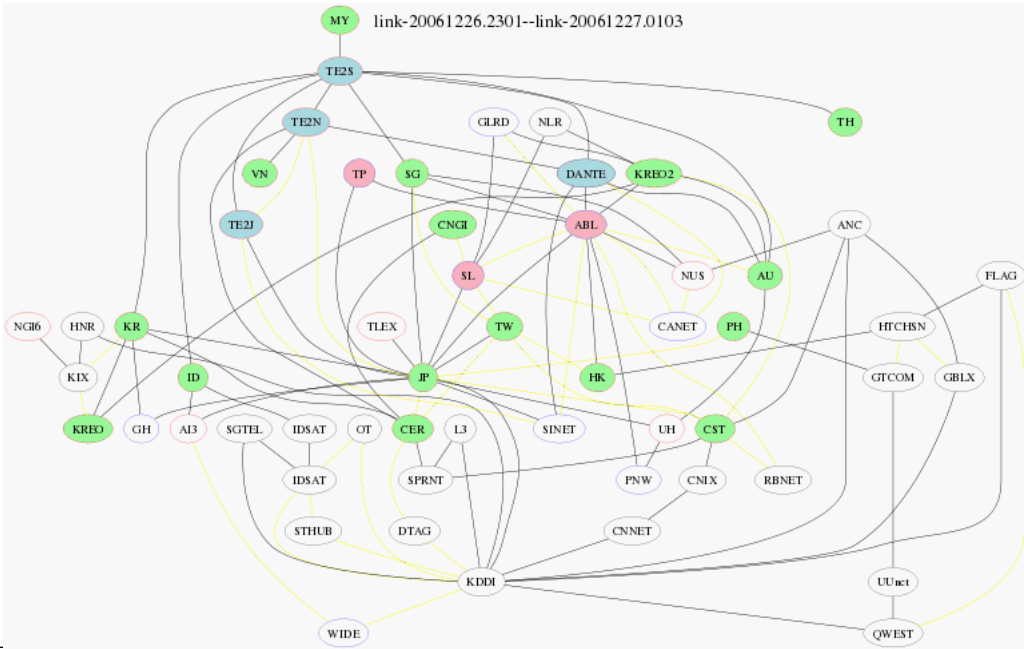 MY link-20061226.2301--link-20061227.0103
TE2S
TE2N GLRD NLR TH
VN TP SG DANTE KREO2
TE2J CNGI ABL ANC
SL NUS AU FLAG
NGI6 HNR KR TLEX TW CANET PH HTCHSN
KIX ID JP HK GTCOM GBLX
KREO GH AI3 SGTEL IDSAT OT CER L3 SINET UH CST
IDSAT SPRNT PNW CNIX RBNET
STHUB DTAG CNNET
KDDI UUnct
WIDE QWEST